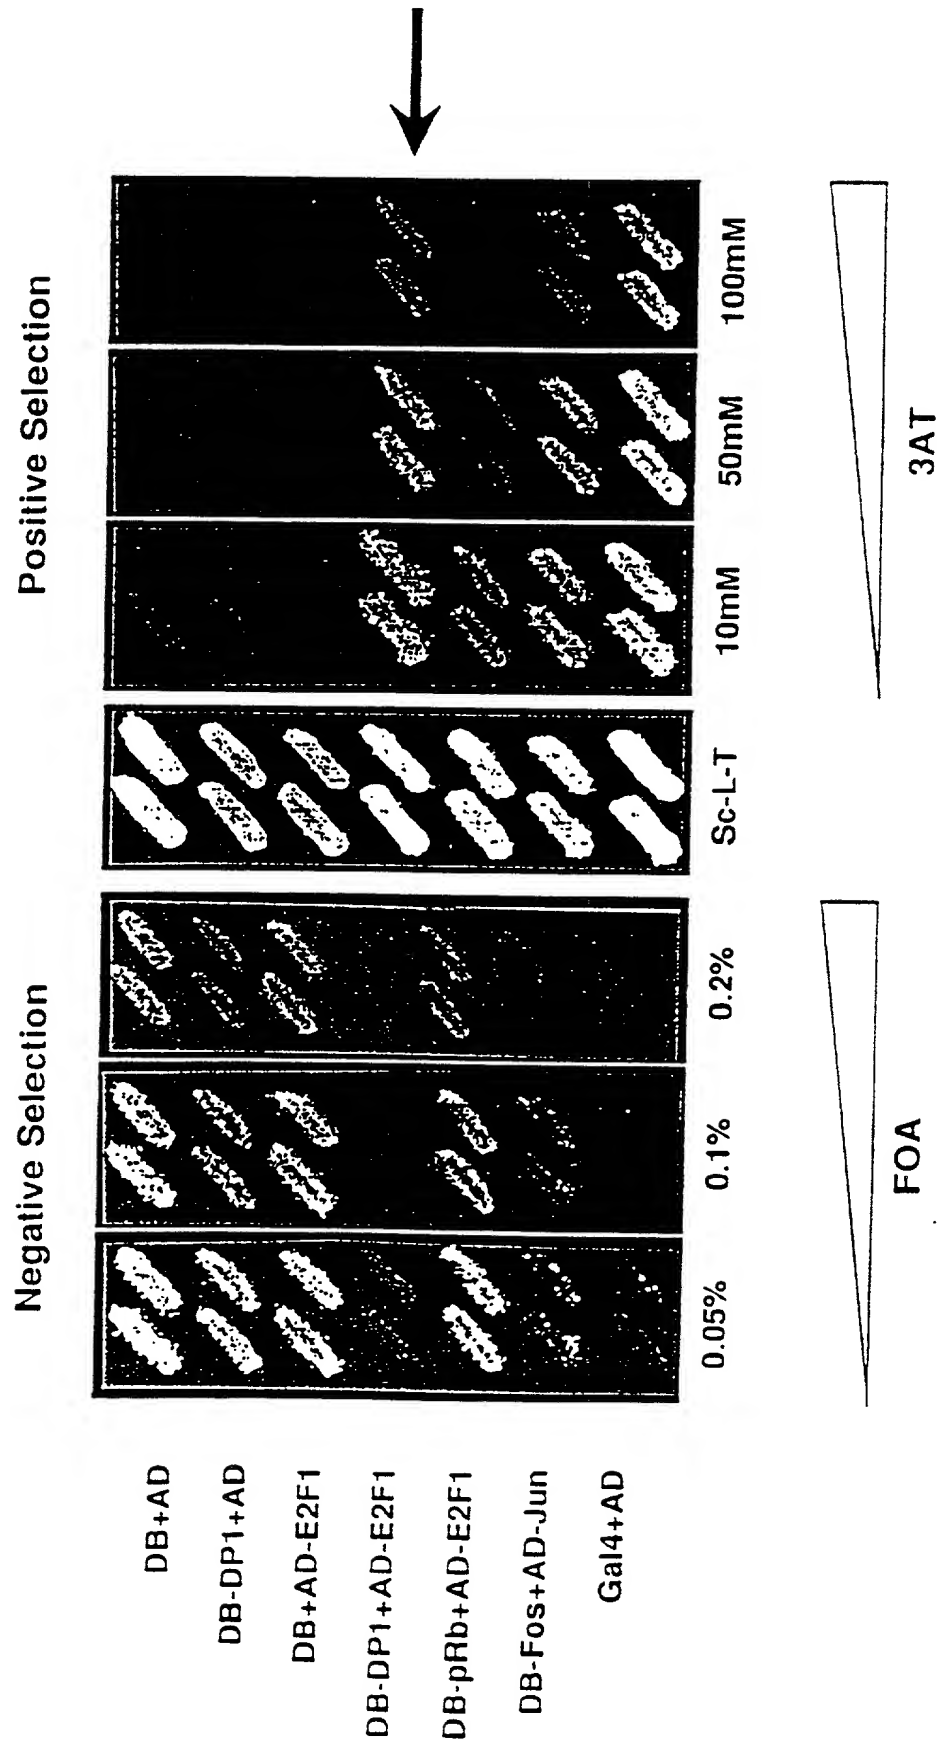 Negative Selection
Positive Selection
DB+AD
DB-DP1+AD
DB+AD-E2F1
DB-DP1+AD-E2F1
DB-pRb+AD-E2F1
DB-Fos+AD-Jun
Gal4+AD
0.05%
0.1%
0.2%
Sc-L-T
10mM
50mM
100mM
FOA
3AT